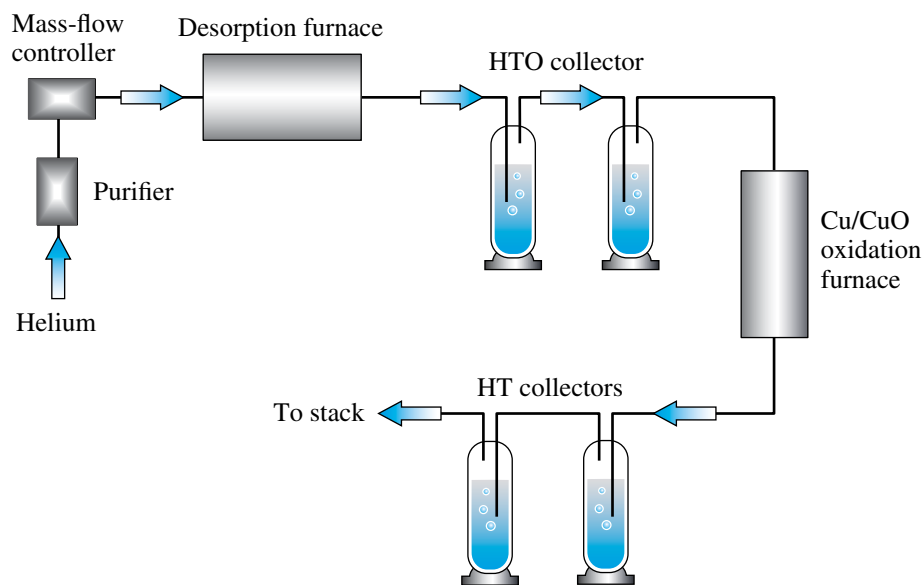 Mass-flow
controller
Desorption furnace
HTO collector
Purifier
Helium
Cu/CuO
oxidation
furnace
HT collectors
To stack